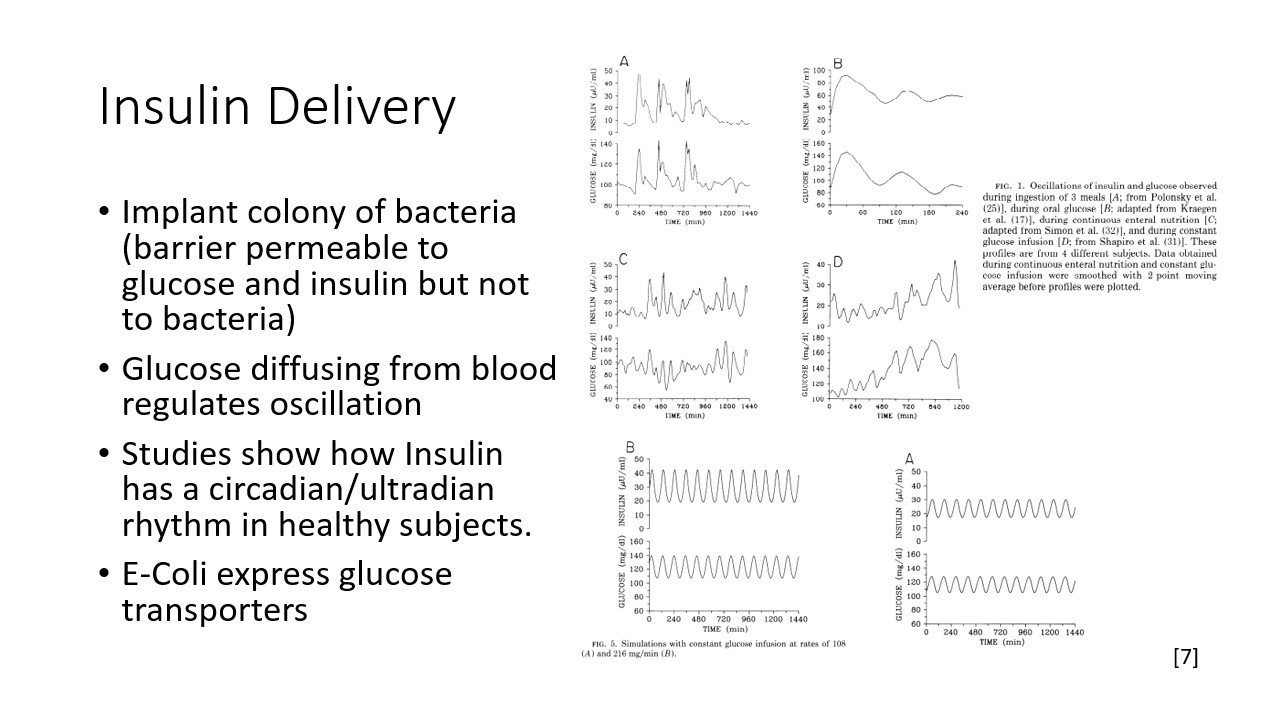 Insulin Delivery
• Implant colony of bacteria
(barrier permeable to
glucose and insulin but not
to bacteria)
• Glucose diffusing from blood
regulates oscillation
• Studies show how Insulin
has a circadian/ultradian
rhythm in healthy subjects.
• E-Coli express glucose
transporters
A
INSULIN (μU/ml)
50
40
30
20
10
0
GLUCOSE (mg/dl)
140
120
100
80
0 240 480 720 960 1200 1440
TIME (min)
B
INSULIN (μU/ml)
100
80
60
40
20
0
GLUCOSE (mg/dl)
160
140
120
100
80
60
0 60 120 180 240
TIME (min)
FIG. 1. Oscillations of insulin and glucose observed
during ingestion of 3 meals [A; from Polonsky et al.
(25)], during oral glucose [B; adapted from Kraegen
et al. (17)], during continuous enteral nutrition [C;
adapted from Simon et al. (32)], and during constant
glucose infusion [D; from Shapiro et al. (31)]. These
profiles are from 4 different subjects. Data obtained
during continuous enteral nutrition and constant glu-
cose infusion were smoothed with 2 point moving
average before profiles were plotted.
C
INSULIN (μU/ml)
50
40
30
20
10
0
GLUCOSE (mg/dl)
140
120
100
80
60
40
0 240 480 720 960 1200 1440
TIME (min)
D
INSULIN (μU/ml)
40
30
20
10
GLUCOSE (mg/dl)
180
160
140
120
100
0 240 480 720 840 1200
TIME (min)
B
INSULIN (μU/ml)
50
40
30
20
10
0
GLUCOSE (mg/dl)
160
140
120
100
80
60
0 240 480 720 960 1200 1440
TIME (min)
A
INSULIN (μU/ml)
50
40
30
20
10
0
GLUCOSE (mg/dl)
160
140
120
100
80
60
0 240 480 720 960 1200 1440
TIME (min)
FIG. 5. Simulations with constant glucose infusion at rates of 108
(A) and 216 mg/min (B).
[7]